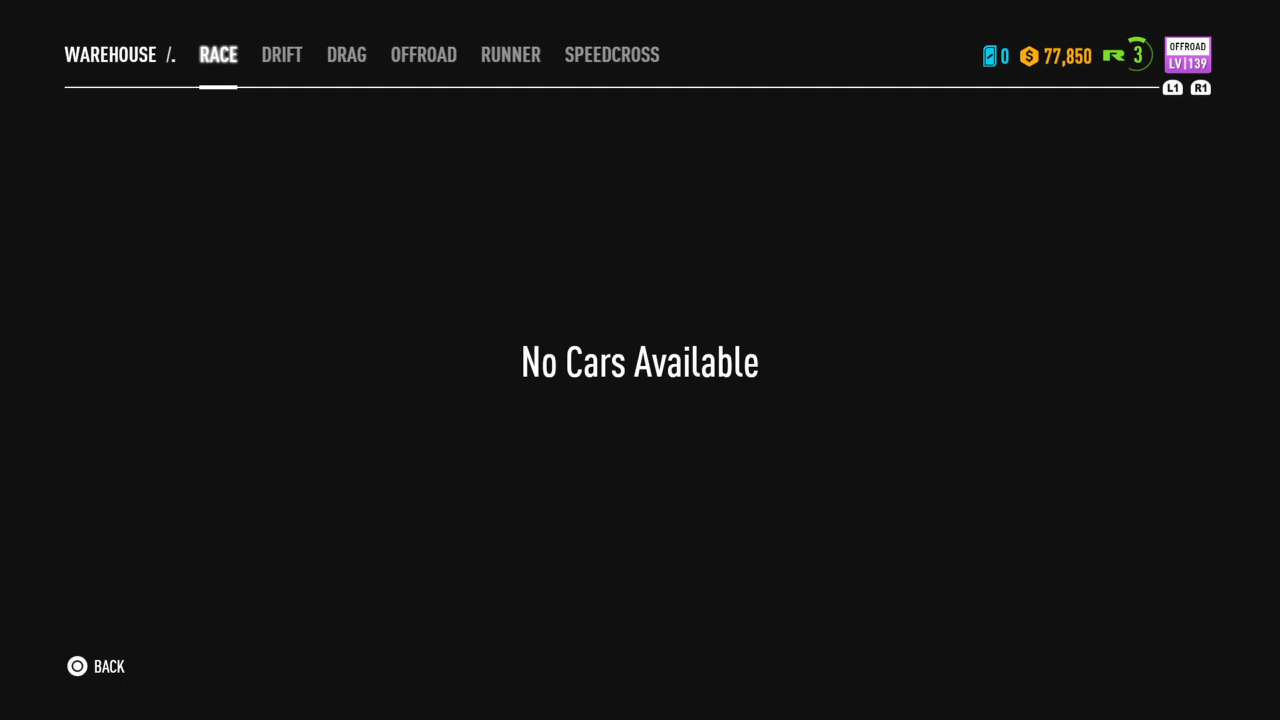 WAREHOUSE /. RACE DRIFT DRAG OFFROAD RUNNER SPEEDCROSS 0 77,850 R 3 OFFROAD
LV|139
L1 R1
No Cars Available
BACK